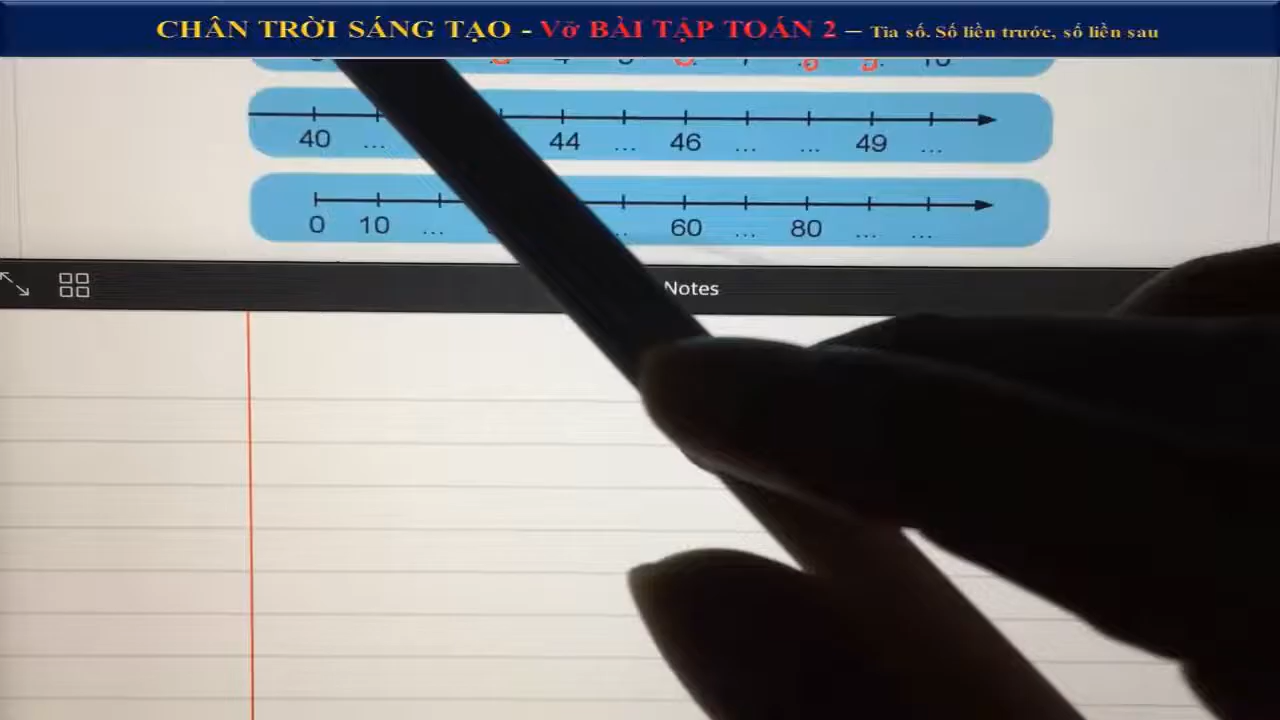 CHÂN TRỜI SÁNG TẠO - Vở BÀI TẬP TOÁN 2 – Tia số. Số liền trước, số liền sau
40 ... 44 ... 46 ... ... 49 ...
0 10 ... 60 ... 80 ... ...
Notes